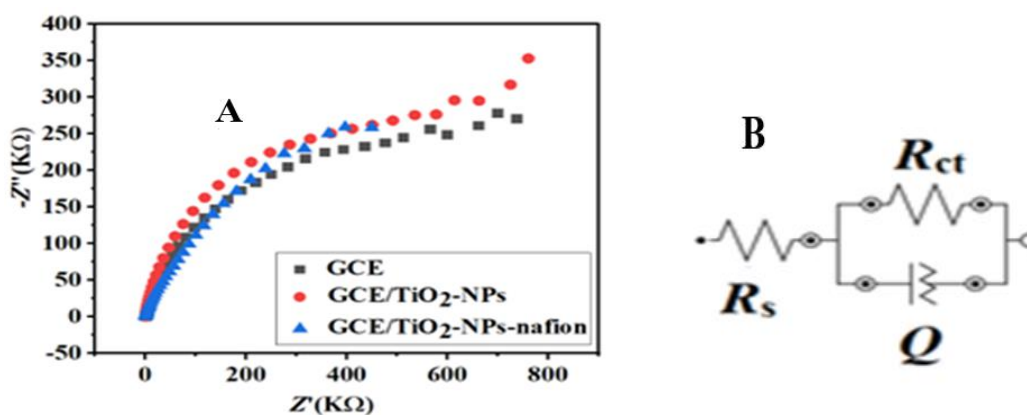 400
350
300
250
200
150
100
50
0
-50
-Z''(KΩ)
A
GCE
GCE/TiO2-NPs
GCE/TiO2-NPs-nafion
0 200 400 600 800
Z'(KΩ)
B
Rct
Rs
Q